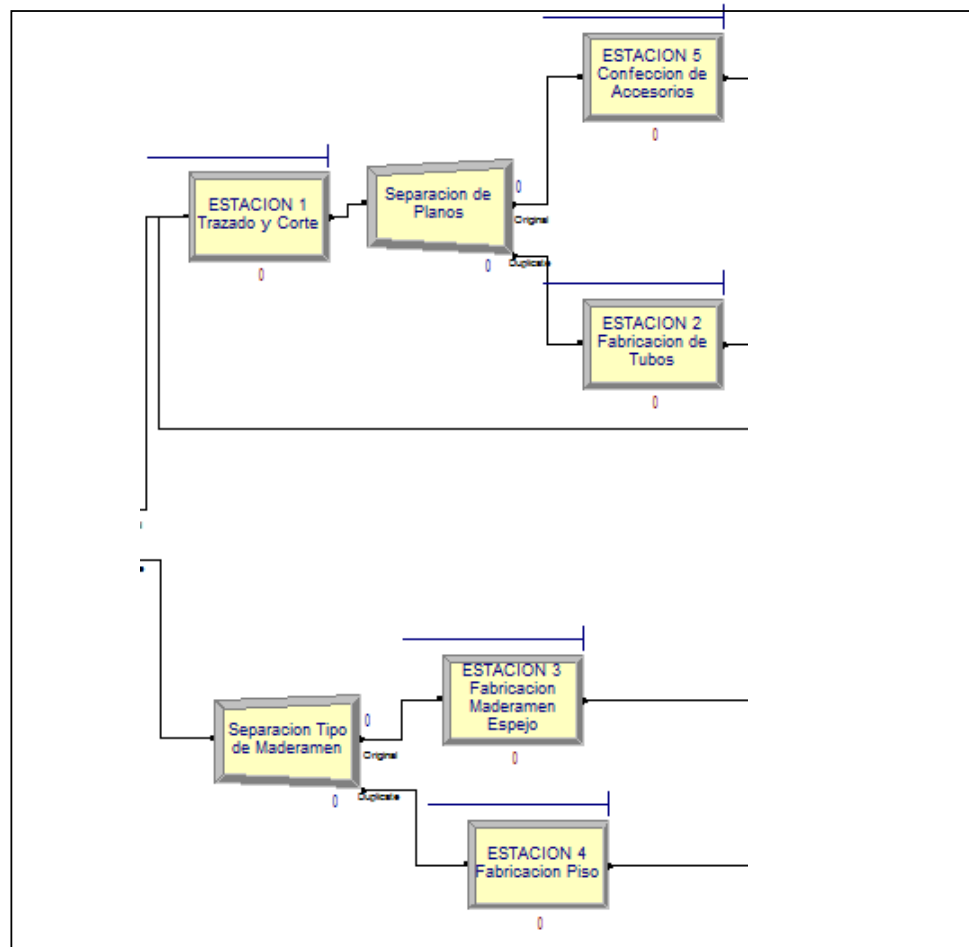 ESTACION 5
Confeccion de
Accesorios
0
ESTACION 1
Trazado y Corte
0
Separacion de
Planos
0
Original
0
Duplicate
ESTACION 2
Fabricacion de
Tubos
0
ESTACION 3
Fabricacion
Maderamen
Espejo
0
Separacion Tipo
de Maderamen
0
Original
0
Duplicate
ESTACION 4
Fabricacion Piso
0